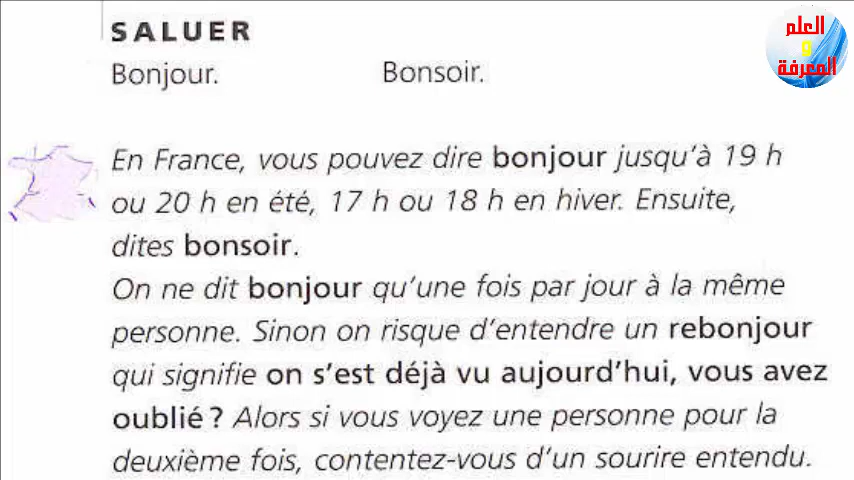 SALUER
العلم
و
المعرفة
Bonjour. Bonsoir.
En France, vous pouvez dire bonjour jusqu'à 19 h
ou 20 h en été, 17 h ou 18 h en hiver. Ensuite,
dites bonsoir.
On ne dit bonjour qu'une fois par jour à la même
personne. Sinon on risque d'entendre un rebonjour
qui signifie on s'est déjà vu aujourd'hui, vous avez
oublié ? Alors si vous voyez une personne pour la
deuxième fois, contentez-vous d'un sourire entendu.